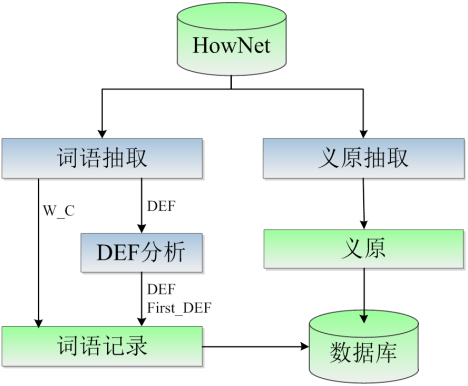 HowNet
词语抽取
义原抽取
W_C
DEF
DEF分析
义原
DEF
First_DEF
词语记录
数据库